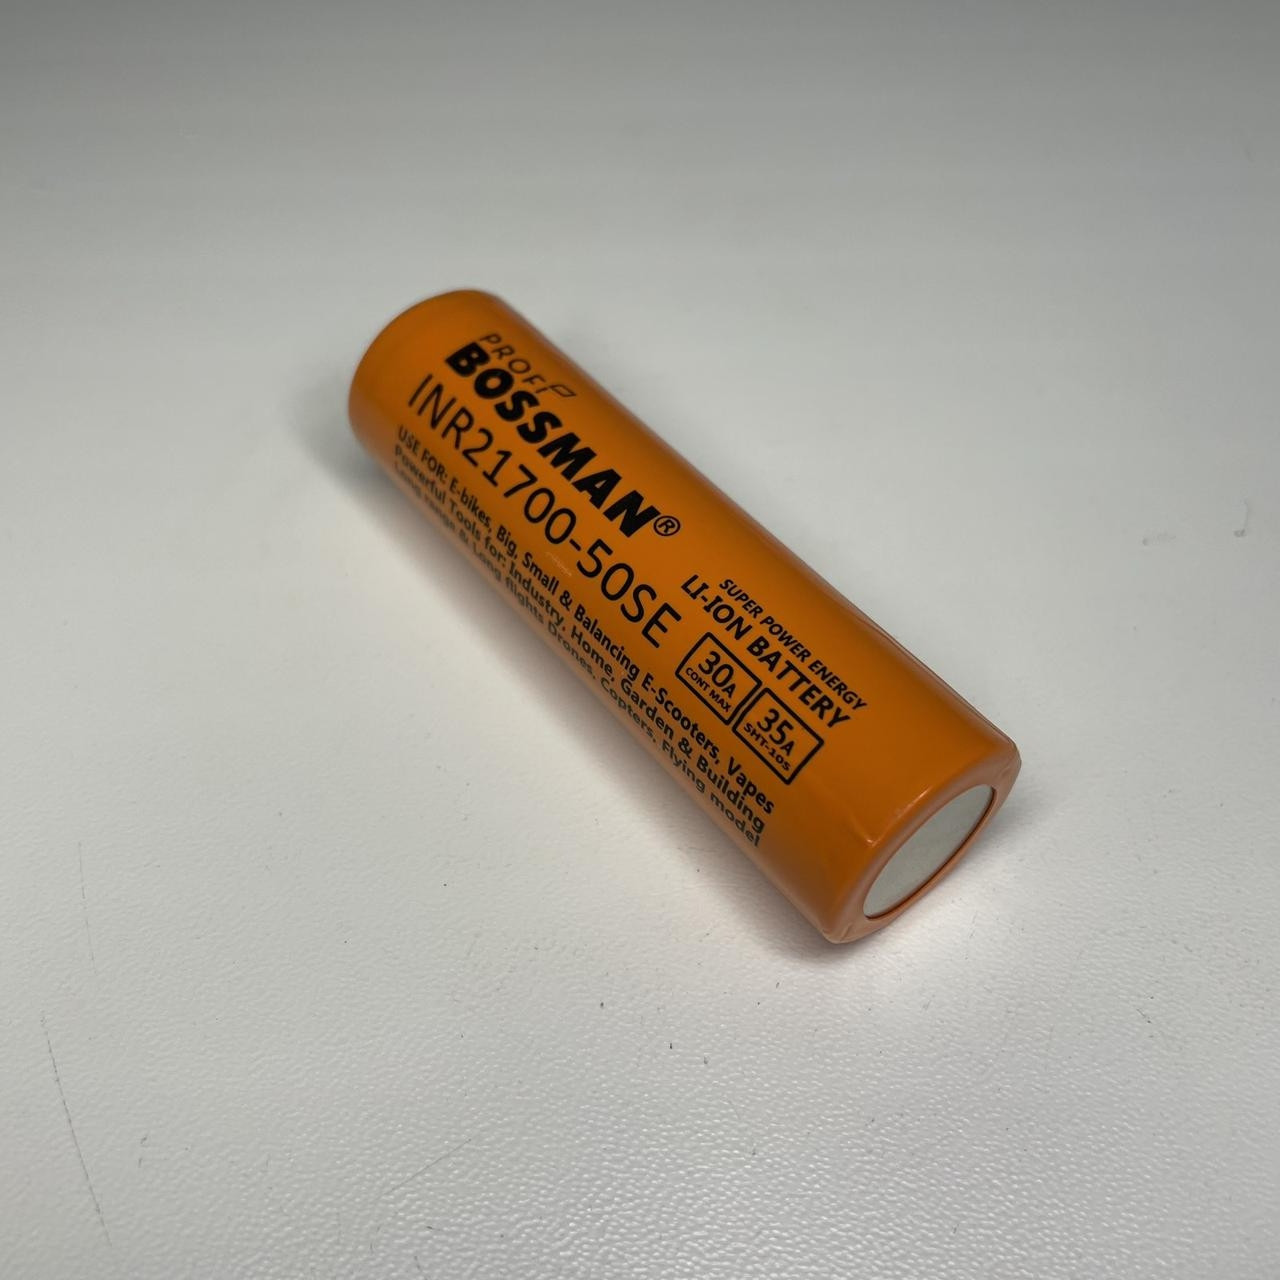 PROFI
BOSSMAN®
INR21700-50SE
SUPER POWER ENERGY
LI-ION BATTERY
30A
CONT MAX
35A
SHT-10S
USE FOR: E-bikes, Big, Small & Balancing E-Scooters, Vapes
Powerful Tools for: Industry, Home, Garden & Building
Long range & Long flights Drones, Copters, Flying model